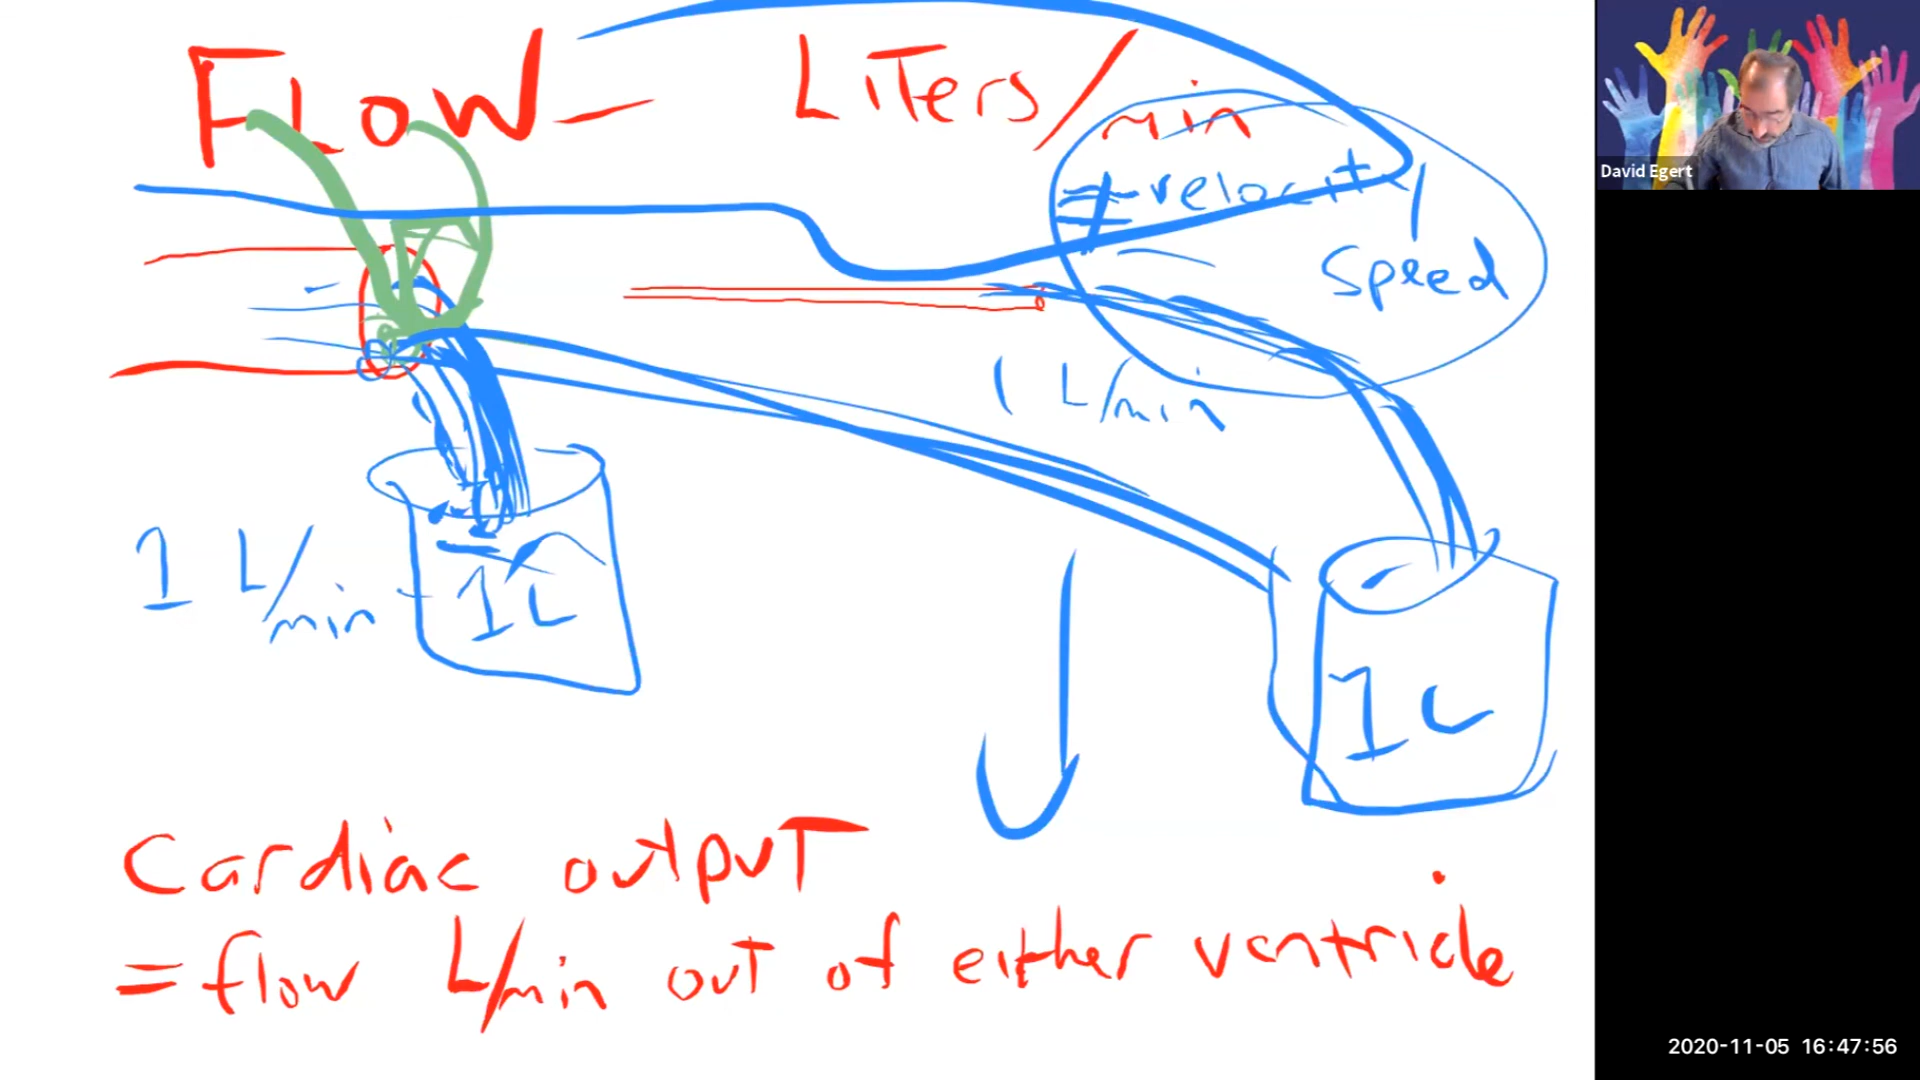 FLOW — LiTers/min
David Egert
≠ velocity
Speed
1 L/min
1 L/min
1L
1L
Cardiac outpuT
= flow L/min ouT of either ventricle
2020-11-05 16:47:56